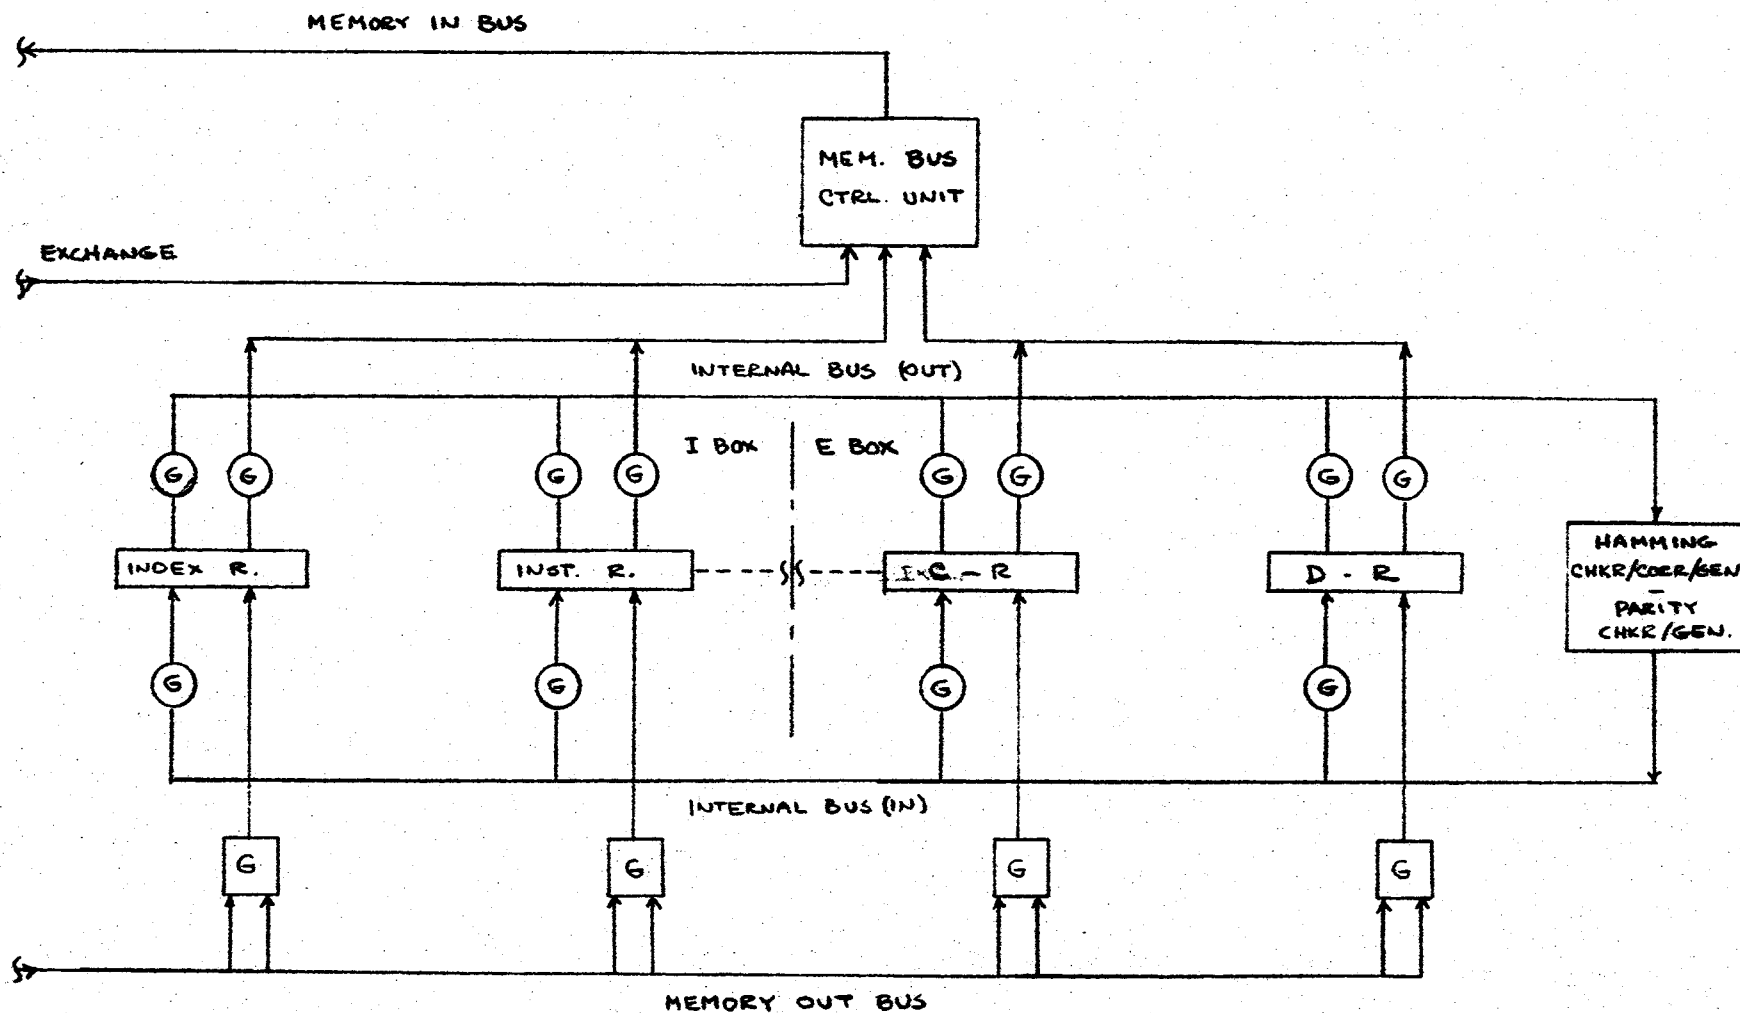 MEMORY IN BUS
MEM. BUS
CTRL. UNIT
EXCHANGE
INTERNAL BUS (OUT)
I BOX
E BOX
G
G
G
G
G
G
G
G
INDEX R.
INST. R.
C - R
D - R
HAMMING
CHKR/CORR/GEN
-
PARITY
CHKR/GEN.
G
G
G
G
INTERNAL BUS (IN)
G
G
G
G
MEMORY OUT BUS